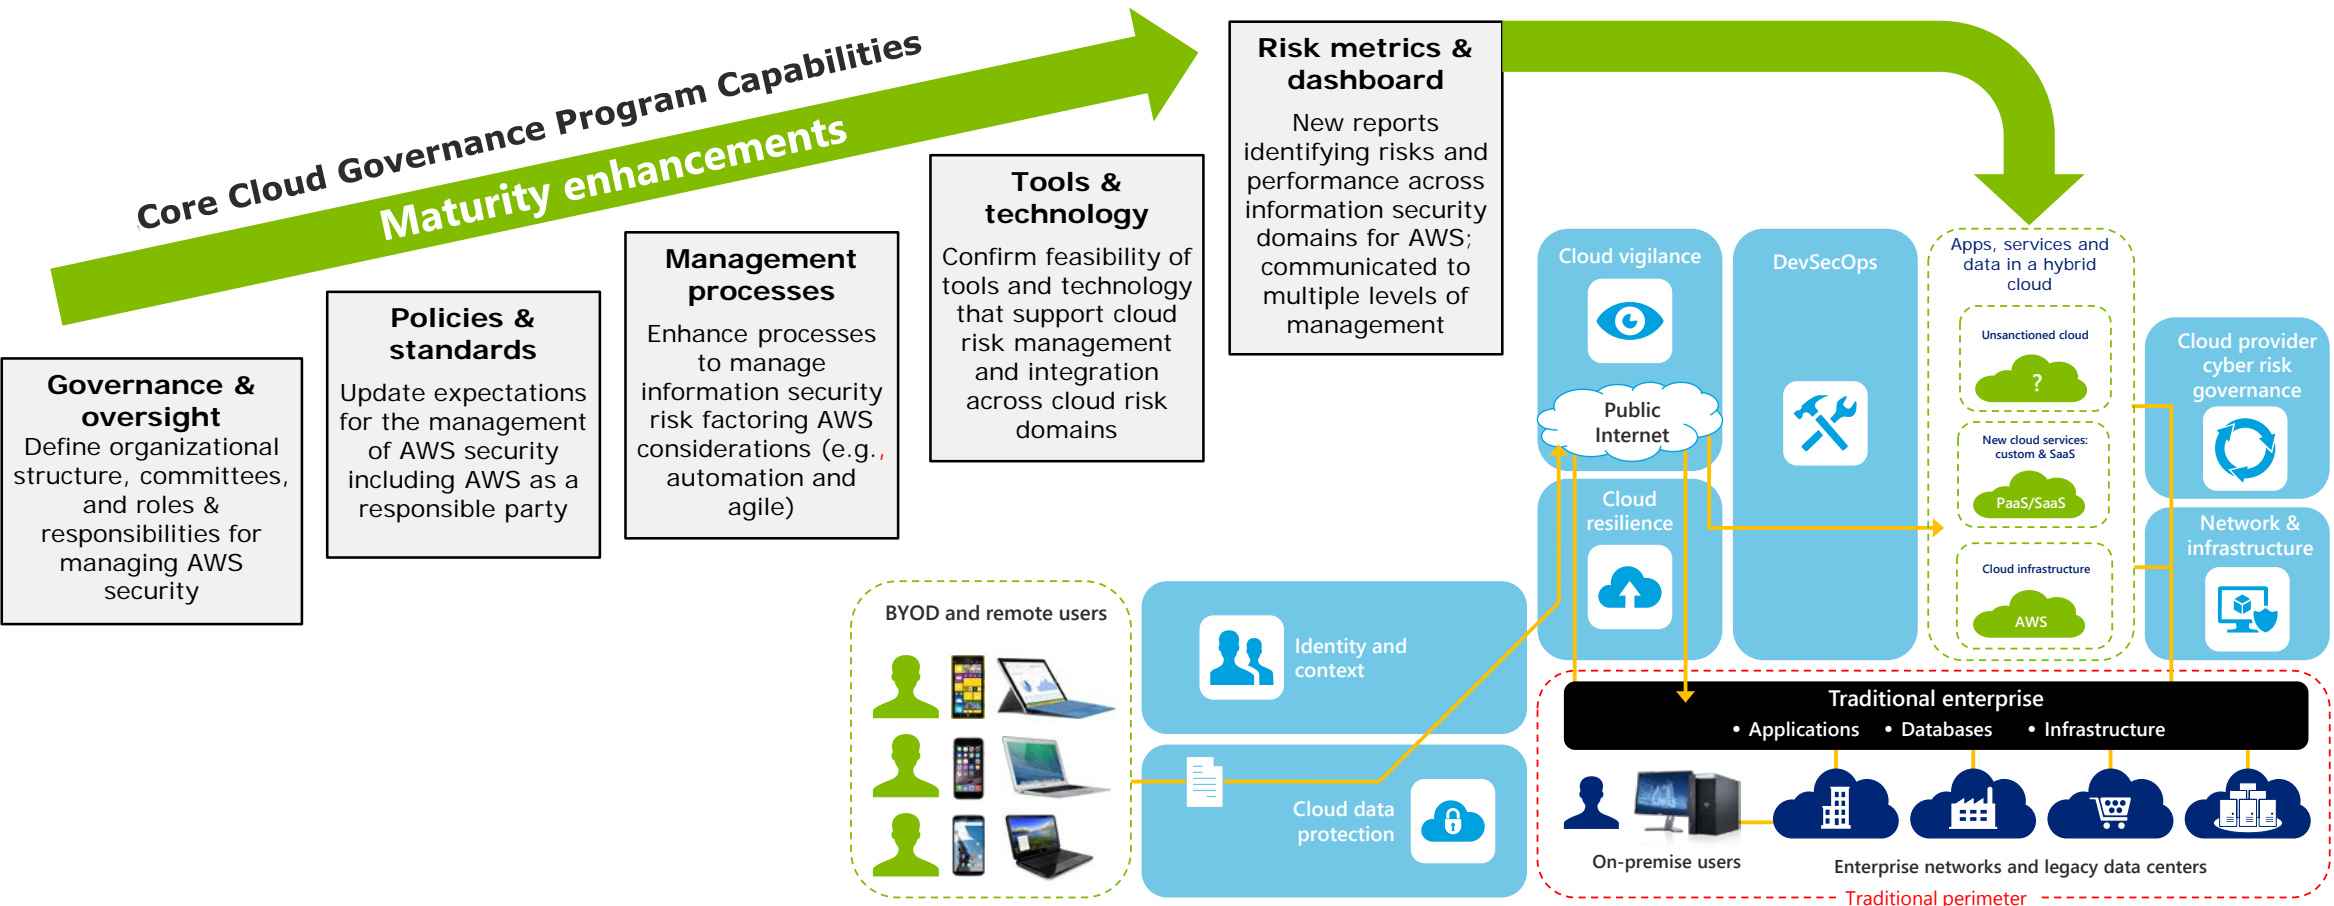 Core Cloud Governance Program Capabilities
Maturity enhancements
Governance &
oversight
Define organizational
structure, committees,
and roles &
responsibilities for
managing AWS
security
Policies &
standards
Update expectations
for the management
of AWS security
including AWS as a
responsible party
Management
processes
Enhance processes
to manage
information security
risk factoring AWS
considerations (e.g.,
automation and
agile)
Tools &
technology
Confirm feasibility of
tools and technology
that support cloud
risk management
and integration
across cloud risk
domains
Risk metrics &
dashboard
New reports
identifying risks and
performance across
information security
domains for AWS;
communicated to
multiple levels of
management
Cloud vigilance
Public
Internet
Cloud
resilience
DevSecOps
Apps, services and
data in a hybrid
cloud
Unsanctioned cloud
?
New cloud services:
custom & SaaS
PaaS/SaaS
Cloud infrastructure
AWS
Cloud provider
cyber risk
governance
Network &
infrastructure
BYOD and remote users
Identity and
context
Cloud data
protection
Traditional enterprise
• Applications • Databases • Infrastructure
On-premise users
Enterprise networks and legacy data centers
Traditional perimeter